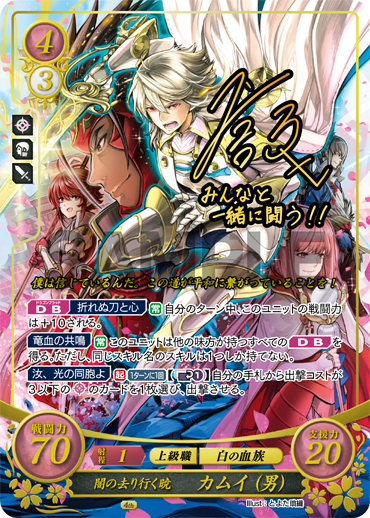 4
3
みんなと
一緒に闘う!!
僕は信じているんだ。この道が平和に繋がっていることを!
ドラゴンブラッド
DB 折れぬ刀と心 常 自分のターン中、このユニットの戦闘力
は+10される。
竜血の共鳴 常 このユニットは他の味方が持つすべての DB を
得る。ただし、同じスキル名のスキルは1つしか持てない。
汝、光の同胞よ 起 1ターンに1回 【 1】自分の手札から出撃コストが
3以下の のカードを1枚選び、出撃させる。
戦闘力
70
射程 1
上級職
白の血族
支援力
20
闇の去り行く暁 カムイ(男)
4th
Illust:とよた瑣織